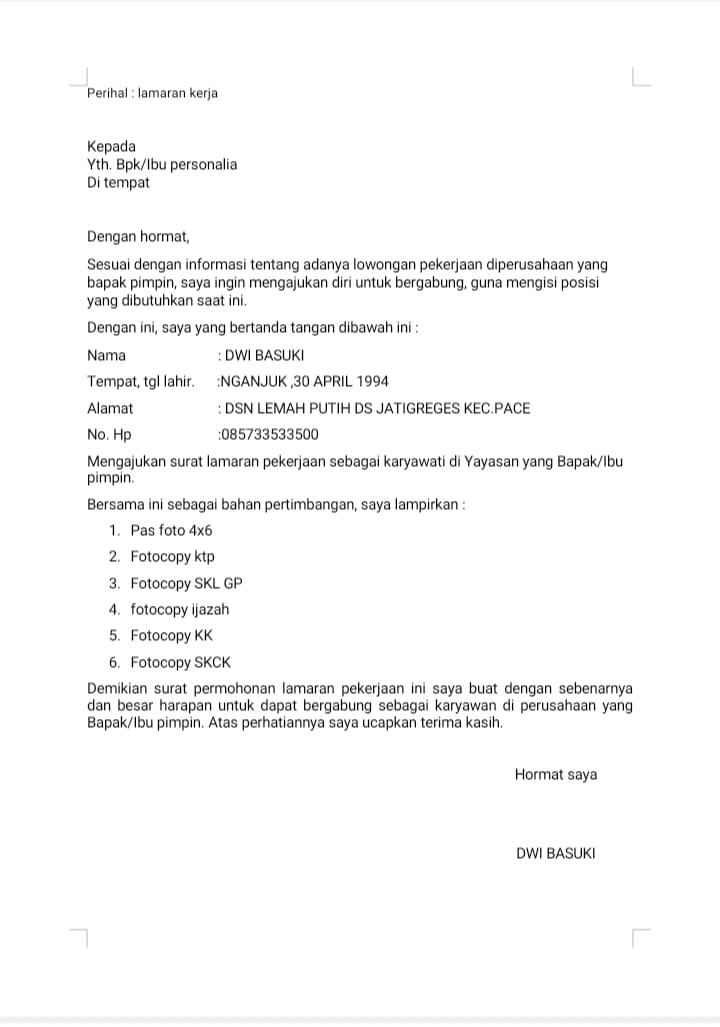 Perihal : lamaran kerja
Kepada
Yth. Bpk/Ibu personalia
Di tempat
Dengan hormat,
Sesuai dengan informasi tentang adanya lowongan pekerjaan diperusahaan yang
bapak pimpin, saya ingin mengajukan diri untuk bergabung, guna mengisi posisi
yang dibutuhkan saat ini.
Dengan ini, saya yang bertanda tangan dibawah ini :
Nama : DWI BASUKI
Tempat, tgl lahir. :NGANJUK ,30 APRIL 1994
Alamat : DSN LEMAH PUTIH DS JATIGREGES KEC.PACE
No. Hp :085733533500
Mengajukan surat lamaran pekerjaan sebagai karyawati di Yayasan yang Bapak/Ibu
pimpin.
Bersama ini sebagai bahan pertimbangan, saya lampirkan :
1. Pas foto 4x6
2. Fotocopy ktp
3. Fotocopy SKL GP
4. fotocopy ijazah
5. Fotocopy KK
6. Fotocopy SKCK
Demikian surat permohonan lamaran pekerjaan ini saya buat dengan sebenarnya
dan besar harapan untuk dapat bergabung sebagai karyawan di perusahaan yang
Bapak/Ibu pimpin. Atas perhatiannya saya ucapkan terima kasih.
Hormat saya
DWI BASUKI